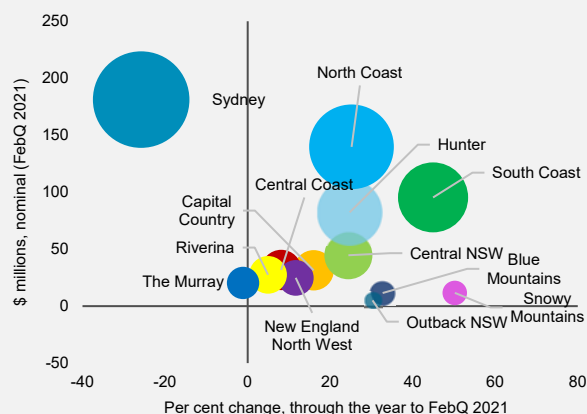 $ millions, nominal (FebQ 2021)
250
200
150
100
50
0
-50
-40
-20
0
20
40
60
80
Per cent change, through the year to FebQ 2021
Sydney
North Coast
Hunter
South Coast
Central Coast
Capital
Country
Riverina
The Murray
Central NSW
Blue
Mountains
Snowy
Mountains
Outback NSW
New England
North West